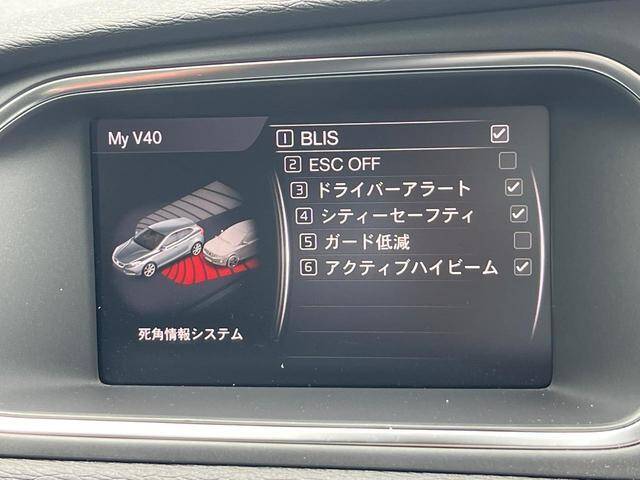 My V40
1 BLIS
2 ESC OFF
3 ドライバーアラート
4 シティーセーフティ
5 ガード低減
6 アクティブハイビーム
死角情報システム